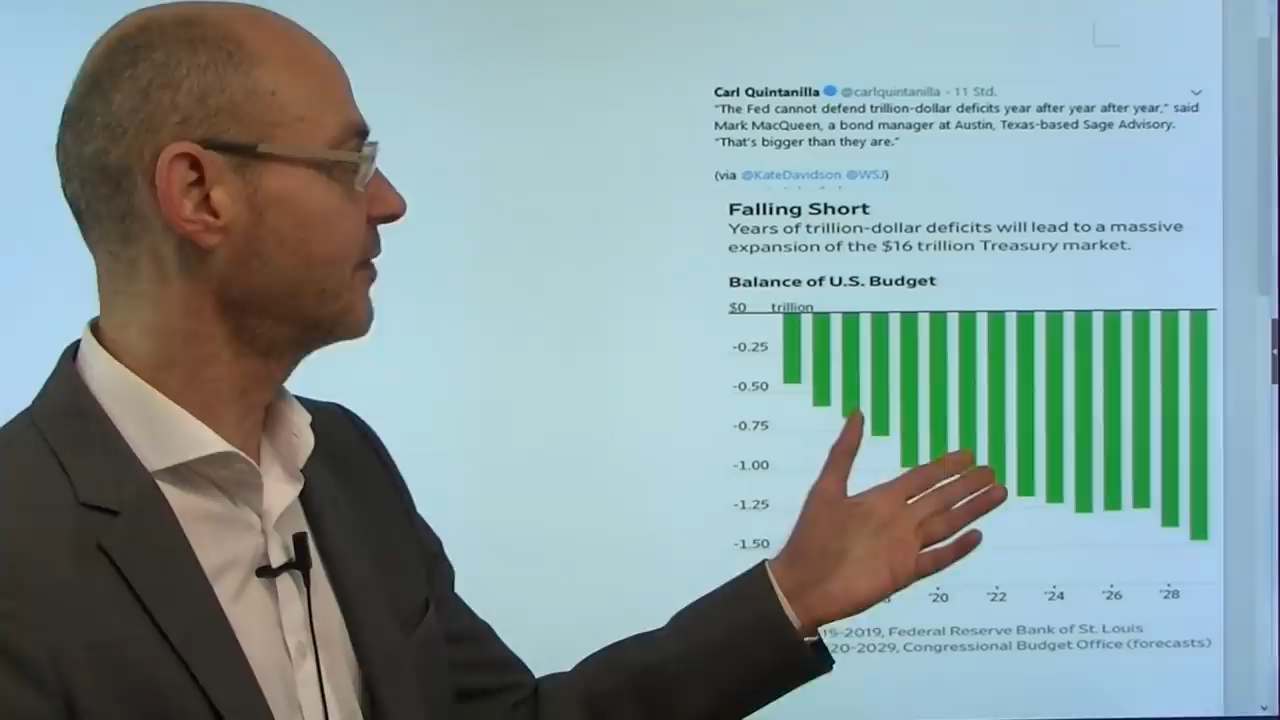 Carl Quintanilla @carlquintanilla · 11 Std.
"The Fed cannot defend trillion-dollar deficits year after year after year," said
Mark MacQueen, a bond manager at Austin, Texas-based Sage Advisory.
"That's bigger than they are."
(via @KateDavidson @WSJ)
Falling Short
Years of trillion-dollar deficits will lead to a massive
expansion of the $16 trillion Treasury market.
Balance of U.S. Budget
$0 trillion
-0.25
-0.50
-0.75
-1.00
-1.25
-1.50
'20 '22 '24 '26 '28
15-2019, Federal Reserve Bank of St. Louis
20-2029, Congressional Budget Office (forecasts)